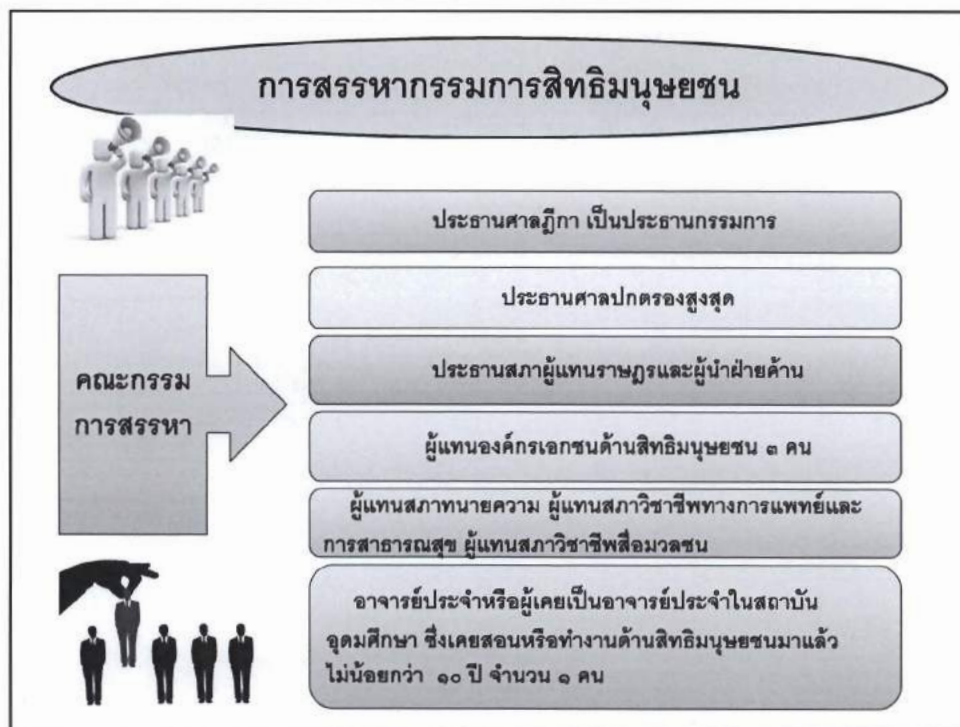 การสรรหากรรมการสิทธิมนุษยชน
ประธานศาลฎีกา เป็นประธานกรรมการ
ประธานศาลปกตรองสูงสุด
ประธานสภาผู้แทนราษฎรและผู้นำฝ่ายค้าน
คณะกรรม
การสรรหา
ผู้แทนองค์กรเอกชนด้านสิทธิมนุษยชน ๓ คน
ผู้แทนสภาทนายความ ผู้แทนสภาวิชาชีพทางการแพทย์และ
การสาธารณสุข ผู้แทนสภาวิชาชีพสื่อมวลชน
อาจารย์ประจำหรือผู้เคยเป็นอาจารย์ประจำในสถาบัน
อุดมศึกษา ซึ่งเคยสอนหรือทำงานด้านสิทธิมนุษยชนมาแล้ว
ไม่น้อยกว่า ๑๐ ปี จำนวน ๑ คน